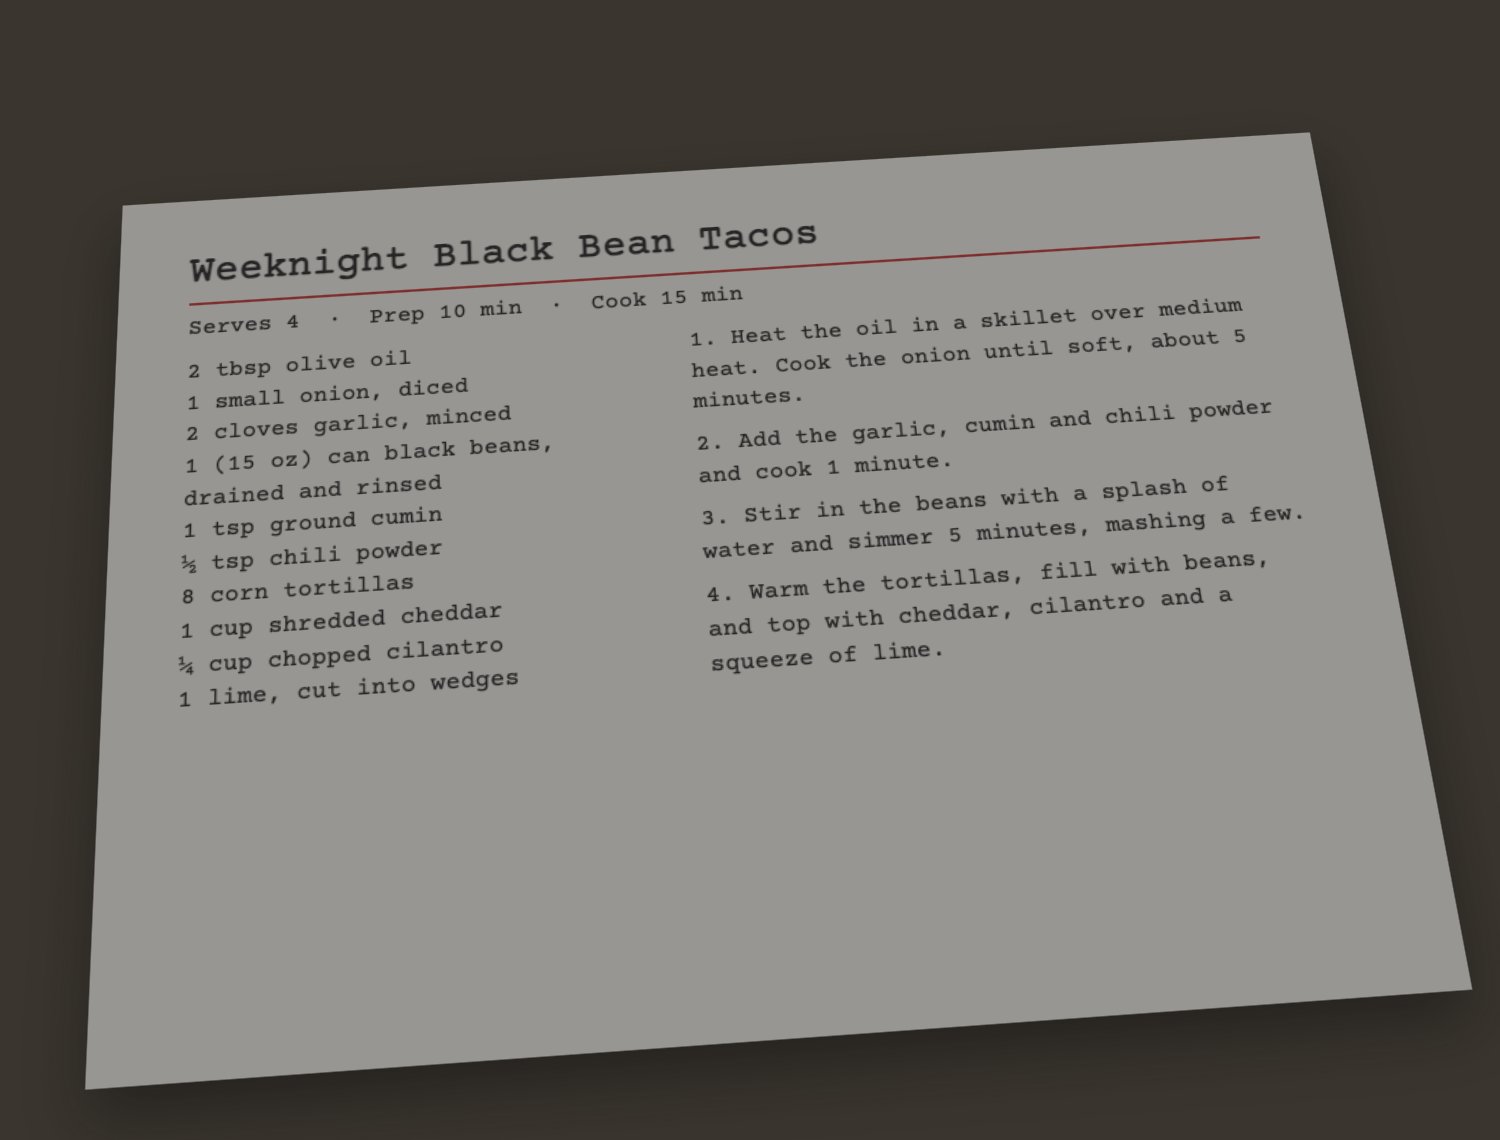 Weeknight Black Bean Tacos
Serves 4 · Prep 10 min · Cook 15 min
2 tbsp olive oil
1 small onion, diced
2 cloves garlic, minced
1 (15 oz) can black beans,
drained and rinsed
1 tsp ground cumin
½ tsp chili powder
8 corn tortillas
1 cup shredded cheddar
¼ cup chopped cilantro
1 lime, cut into wedges
1. Heat the oil in a skillet over medium
heat. Cook the onion until soft, about 5
minutes.
2. Add the garlic, cumin and chili powder
and cook 1 minute.
3. Stir in the beans with a splash of
water and simmer 5 minutes, mashing a few.
4. Warm the tortillas, fill with beans,
and top with cheddar, cilantro and a
squeeze of lime.